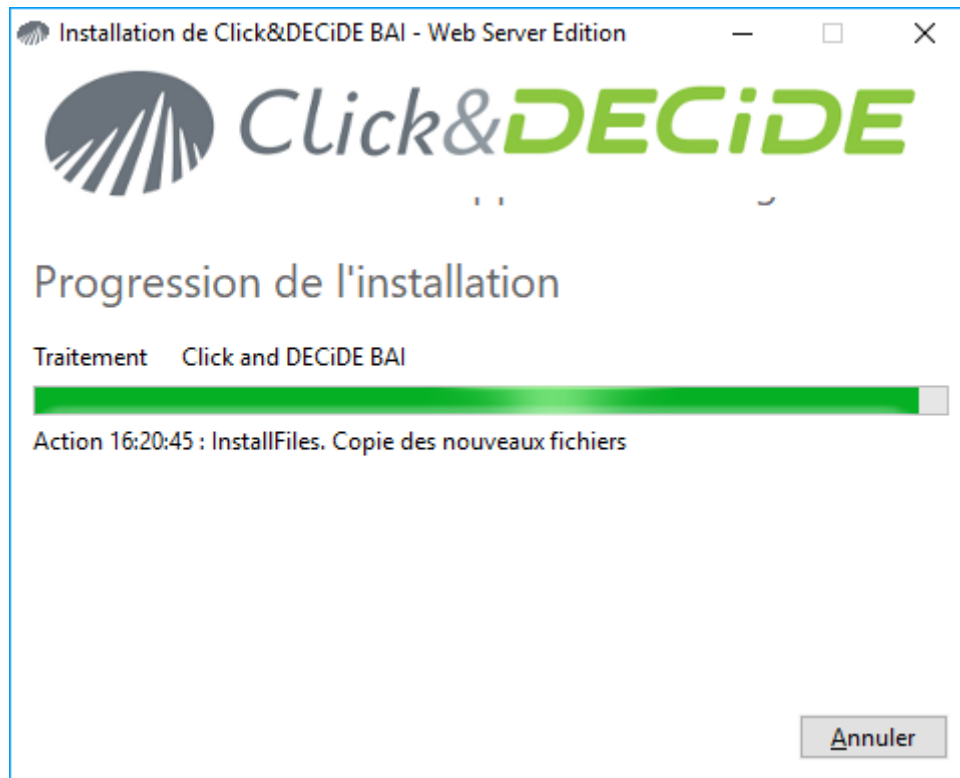 Installation de Click&DECiDE BAI - Web Server Edition
Click&DECiDE
Progression de l'installation
Traitement Click and DECiDE BAI
Action 16:20:45 : InstallFiles. Copie des nouveaux fichiers
Annuler